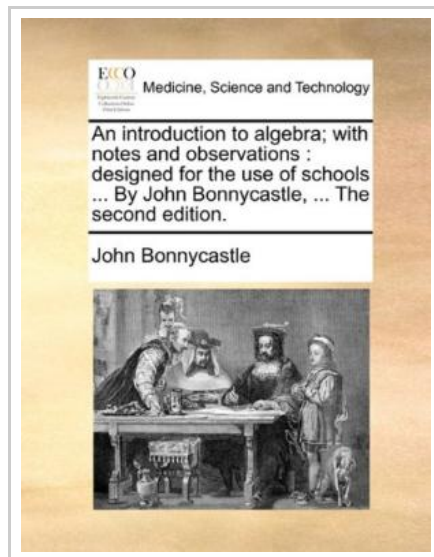 ECCO
Medicine, Science and Technology
An introduction to algebra; with
notes and observations :
designed for the use of schools
... By John Bonnycastle, ... The
second edition.
John Bonnycastle